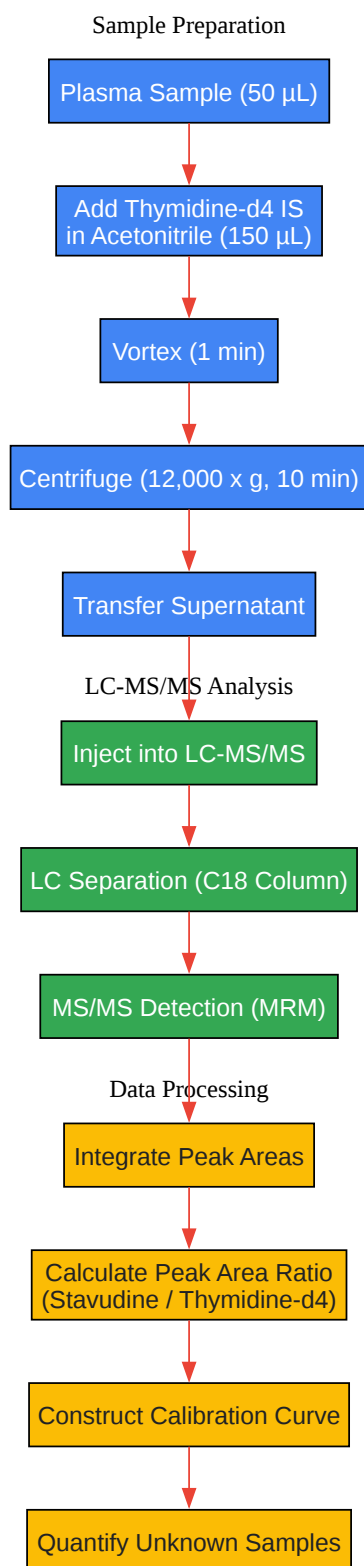 Sample Preparation
Plasma Sample (50 µL)
Add Thymidine-d4 IS
in Acetonitrile (150 µL)
Vortex (1 min)
Centrifuge (12,000 x g, 10 min)
Transfer Supernatant
LC-MS/MS Analysis
Inject into LC-MS/MS
LC Separation (C18 Column)
MS/MS Detection (MRM)
Data Processing
Integrate Peak Areas
Calculate Peak Area Ratio
(Stavudine / Thymidine-d4)
Construct Calibration Curve
Quantify Unknown Samples